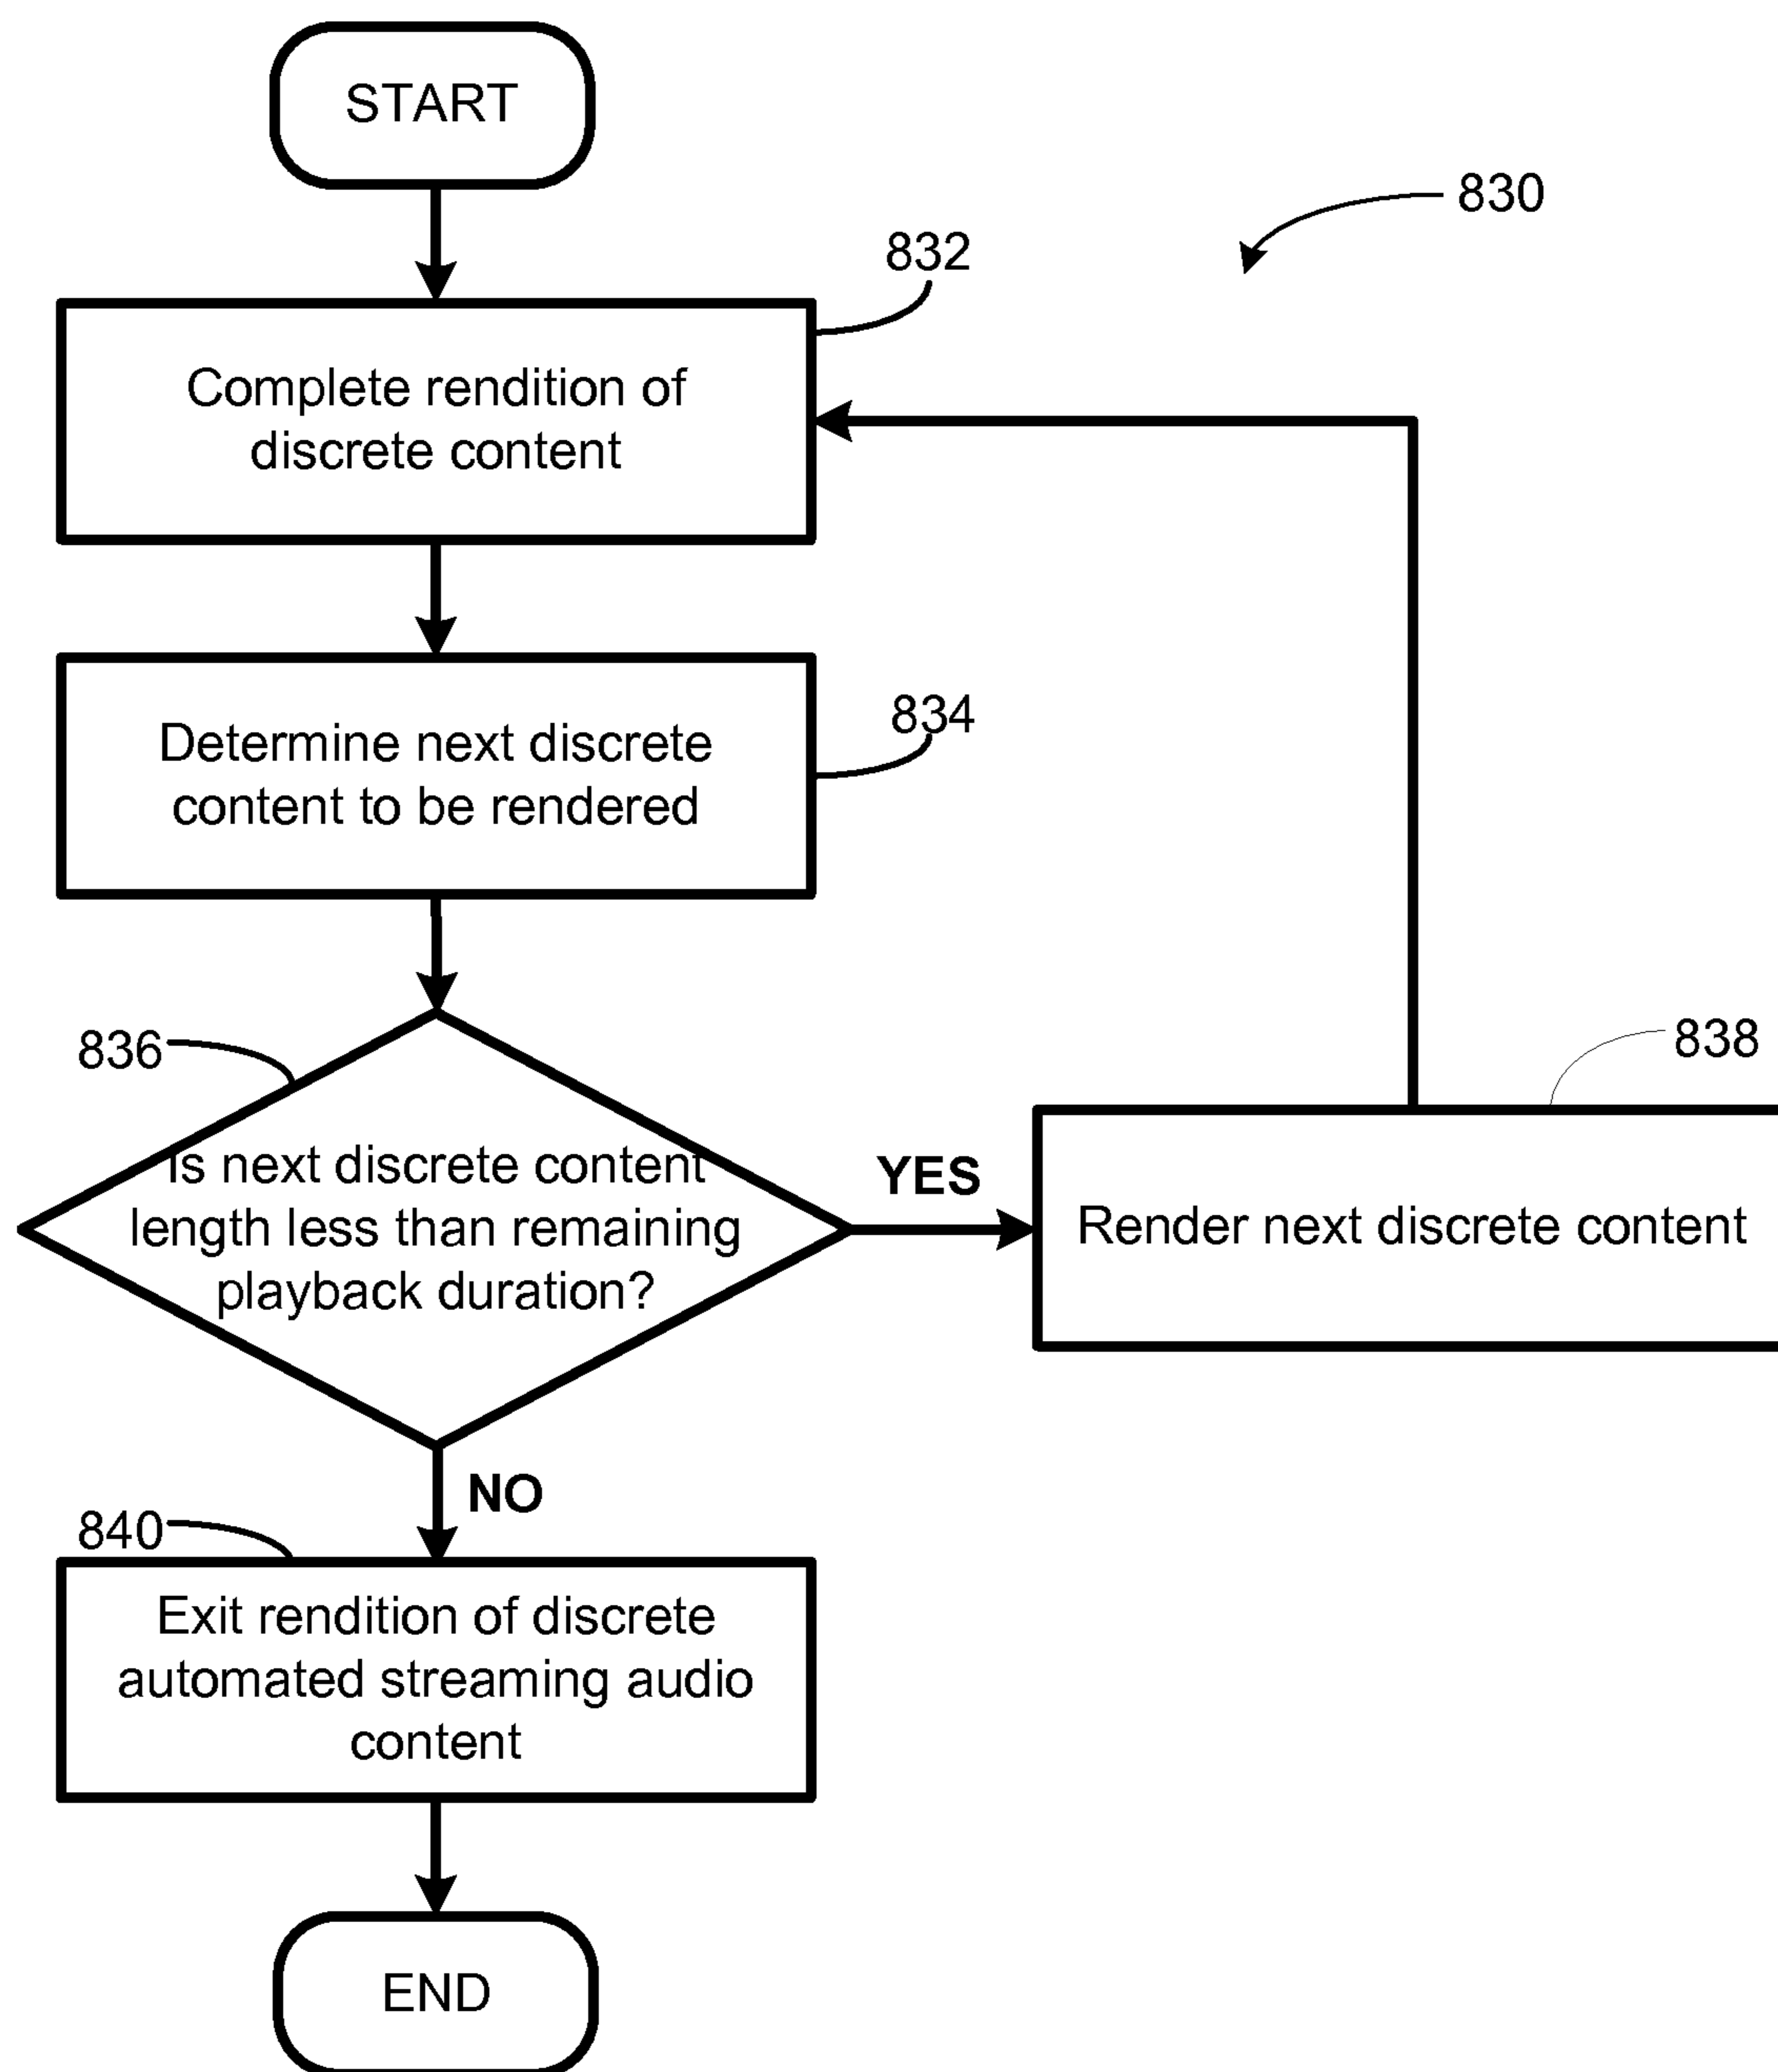 START
830
832
Complete rendition of
discrete content
834
Determine next discrete
content to be rendered
836
Is next discrete content
length less than remaining
playback duration?
YES
838
Render next discrete content
NO
840
Exit rendition of discrete
automated streaming audio
content
END